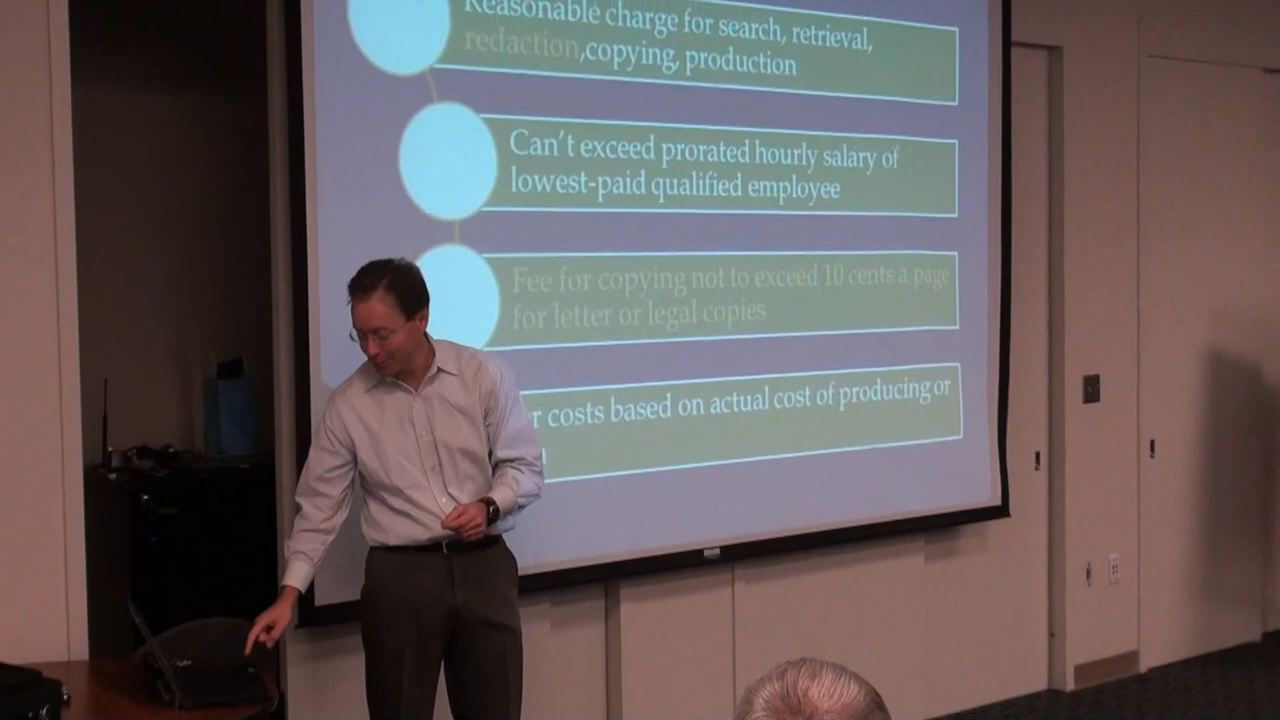 Reasonable charge for search, retrieval,
redaction,copying, production
Can't exceed prorated hourly salary of
lowest-paid qualified employee
Fee for copying not to exceed 10 cents a page
for letter or legal copies
costs based on actual cost of producing or